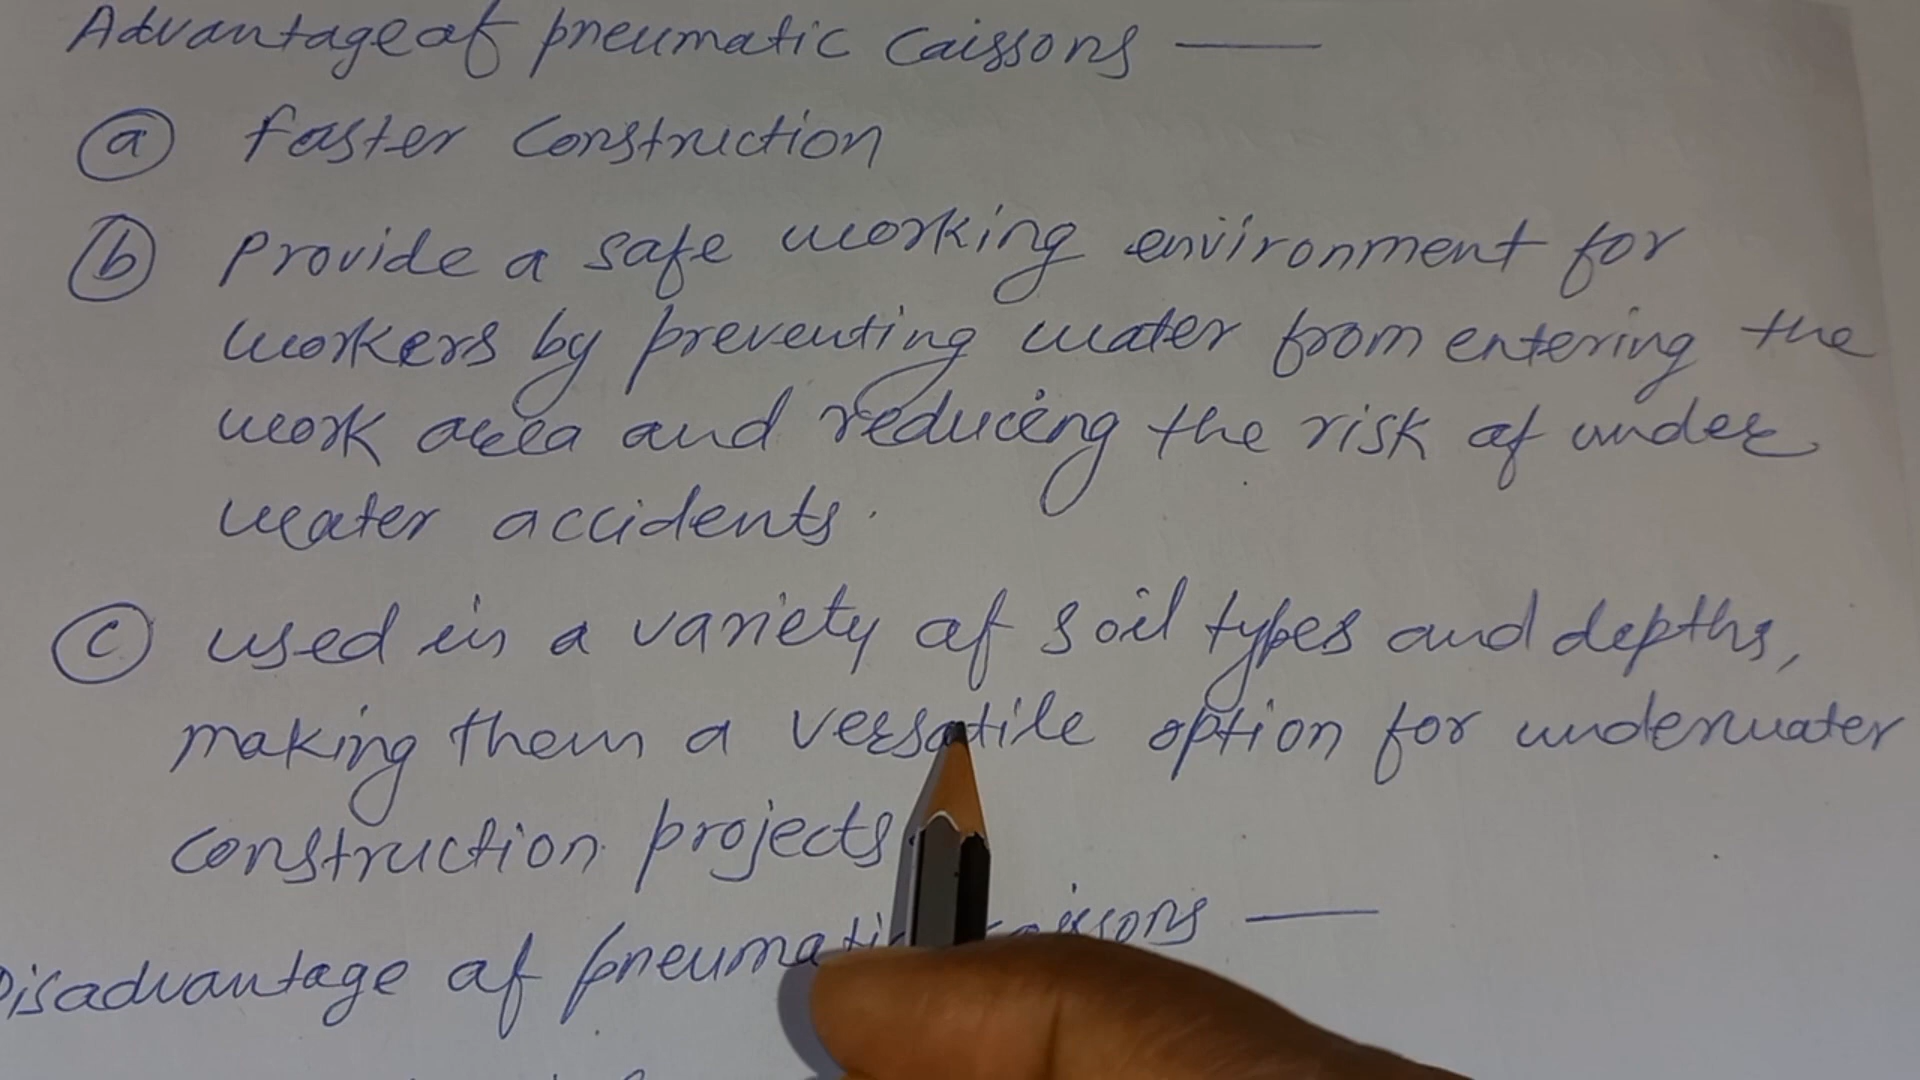 Advantage of pneumatic caissons —
(a) faster construction
(b) provide a safe working environment for
workers by preventing water from entering the
work area and reducing the risk of under
water accidents.
(c) used in a variety of soil types and depths,
making them a versatile option for underwater
construction projects
Disadvantage of pneumatic caissons —